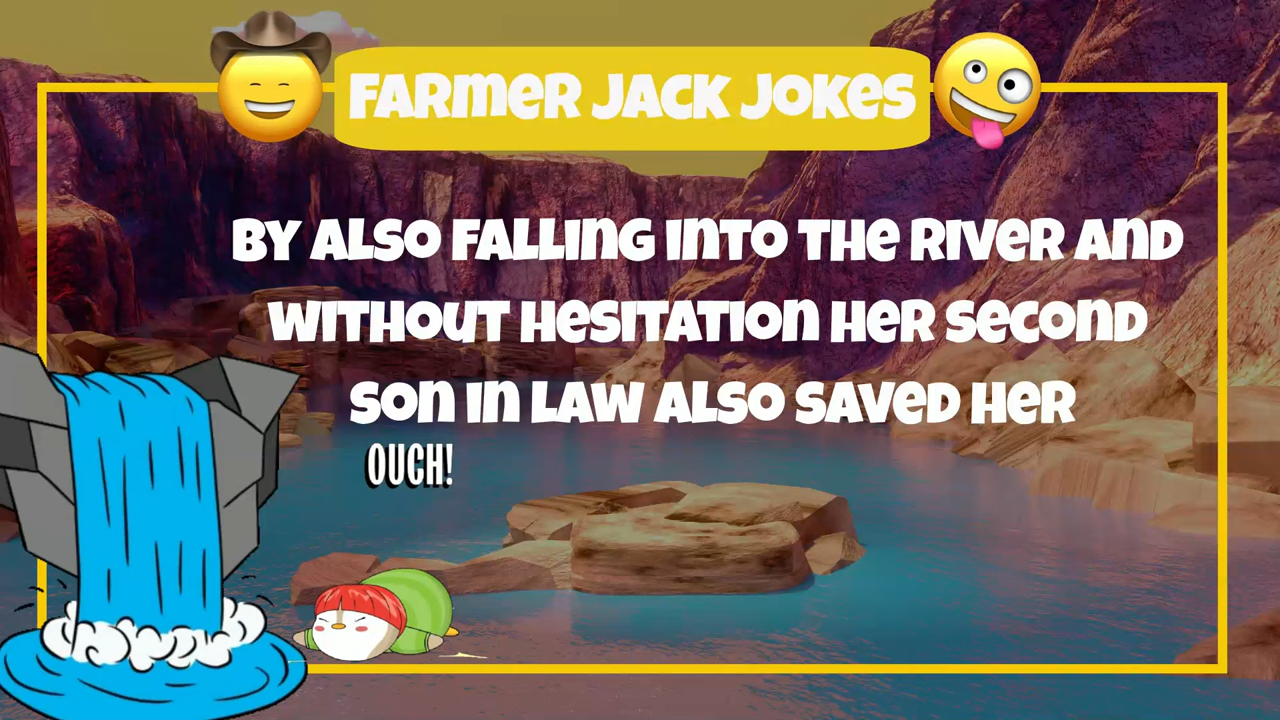 FARMER JACK JOKES
BY ALSO FALLING INTO THE RIVER AND
WITHOUT HESITATION HER SECOND
SON IN LAW ALSO SAVED HER
OUCH!